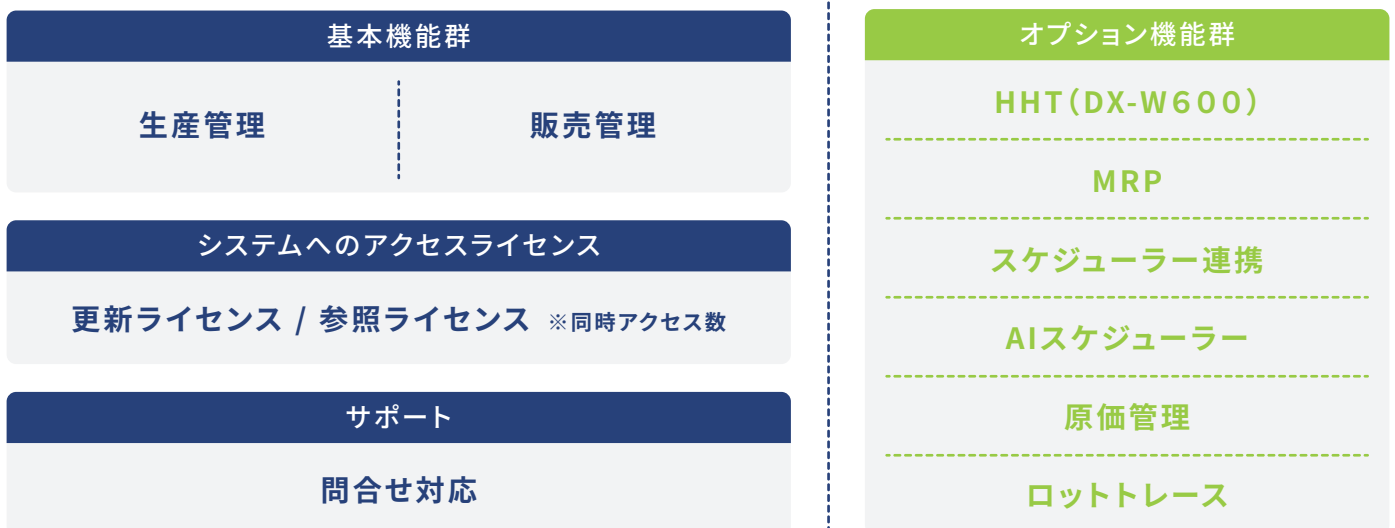 基本機能群
生産管理
販売管理
システムへのアクセスライセンス
更新ライセンス / 参照ライセンス ※同時アクセス数
サポート
問合せ対応
オプション機能群
HHT（DX-W６００）
MRP
スケジューラー連携
AIスケジューラー
原価管理
ロットトレース